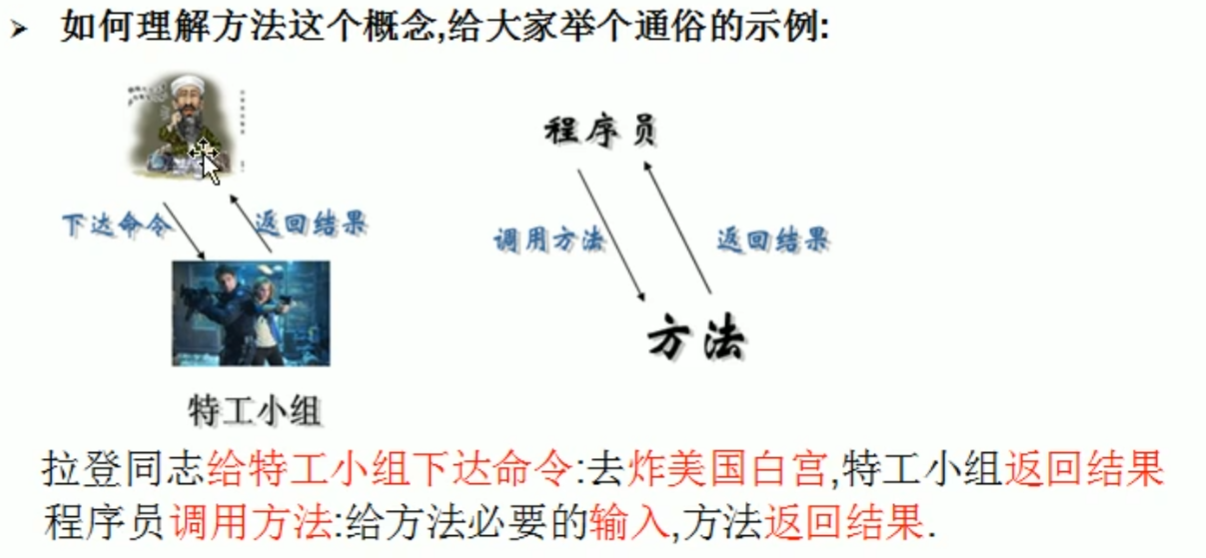 ➢ 如何理解方法这个概念,给大家举个通俗的示例:
程序员
下达命令 返回结果
调用方法 返回结果
方法
特工小组
拉登同志给特工小组下达命令:去炸美国白宫,特工小组返回结果
程序员调用方法:给方法必要的输入,方法返回结果.